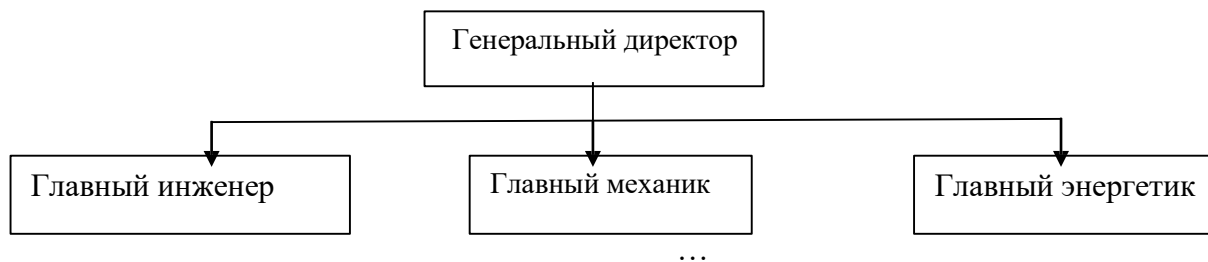 Генеральный директор
Главный инженер
Главный механик
Главный энергетик
…